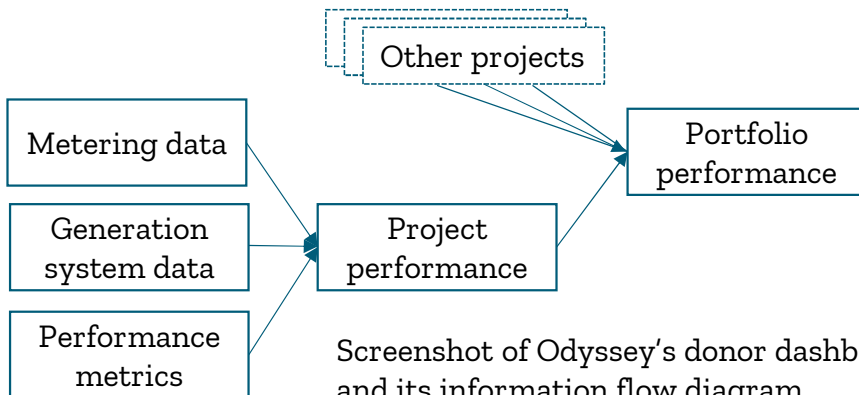 Other projects
Metering data
Portfolio
performance
Generation
system data
Project
performance
Performance
metrics
Screenshot of Odyssey's donor
and its information flow diagram